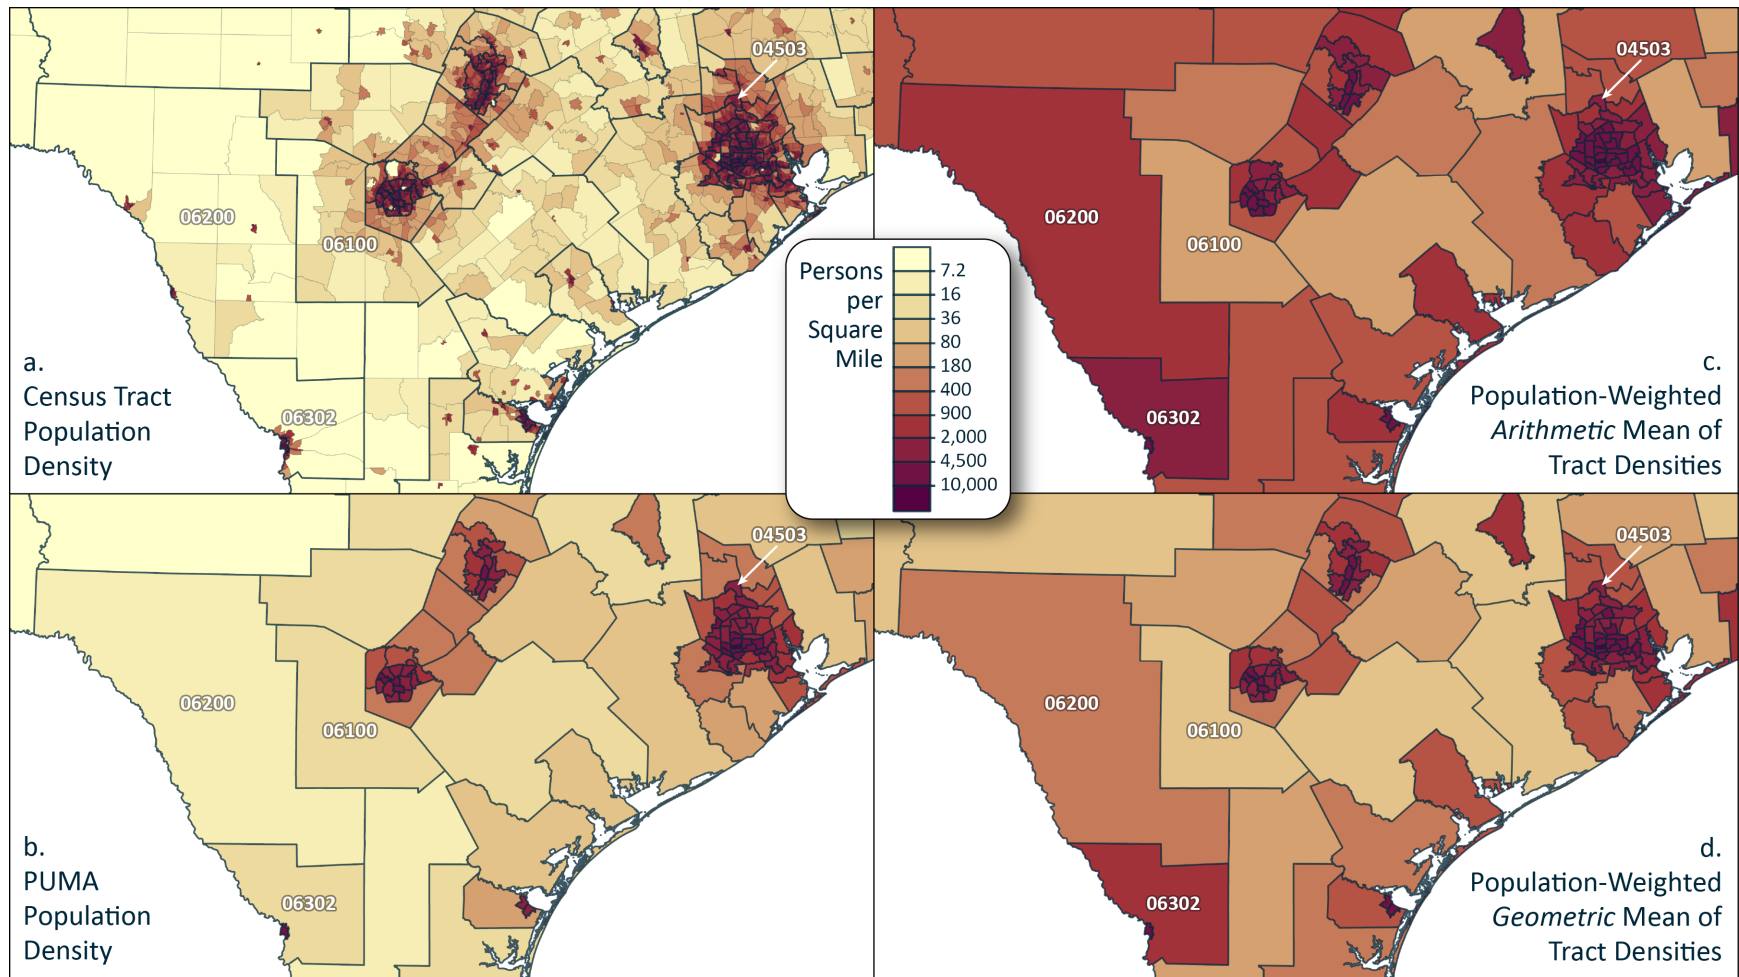 04503
06200
06100
06302
a.
Census Tract
Population
Density
04503
06200
06100
06302
c.
Population-Weighted
Arithmetic Mean of
Tract Densities
Persons
per
Square
Mile
7.2
16
36
80
180
400
900
2,000
4,500
10,000
04503
06200
06100
06302
b.
PUMA
Population
Density
04503
06200
06100
06302
d.
Population-Weighted
Geometric Mean of
Tract Densities